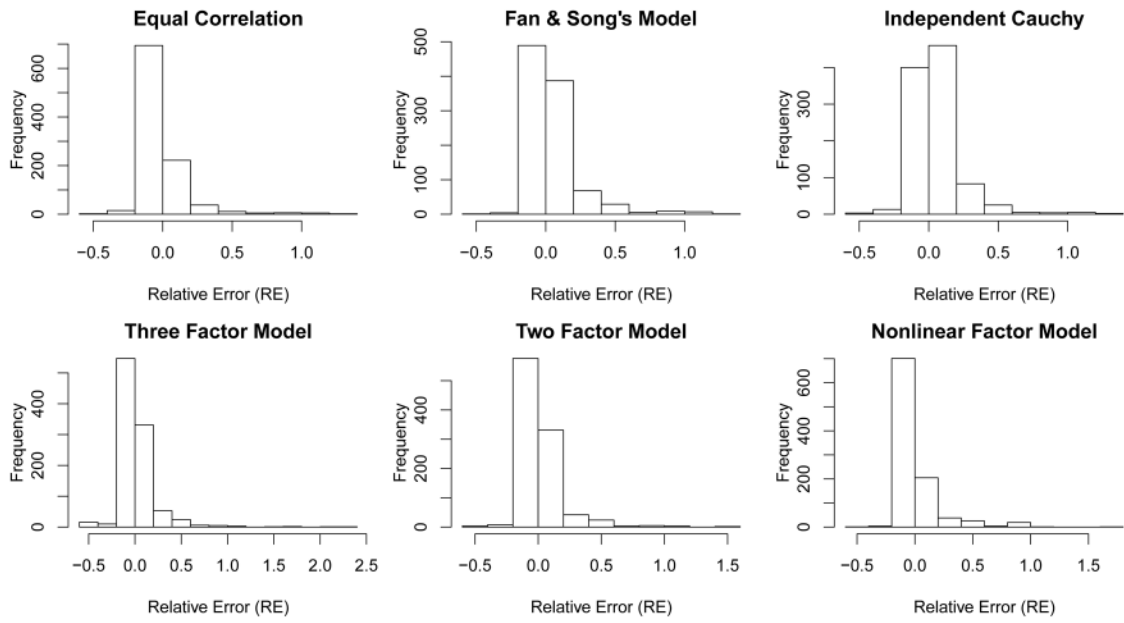 Equal Correlation
Frequency
0 200 400 600
−0.5 0.0 0.5 1.0
Relative Error (RE)
Fan & Song's Model
Frequency
0 100 300 500
−0.5 0.0 0.5 1.0
Relative Error (RE)
Independent Cauchy
Frequency
0 100 300
−0.5 0.0 0.5 1.0
Relative Error (RE)
Three Factor Model
Frequency
0 200 400
−0.5 0.0 0.5 1.0 1.5 2.0 2.5
Relative Error (RE)
Two Factor Model
Frequency
0 200 400
−0.5 0.0 0.5 1.0 1.5
Relative Error (RE)
Nonlinear Factor Model
Frequency
0 200 400 600
−0.5 0.0 0.5 1.0 1.5
Relative Error (RE)